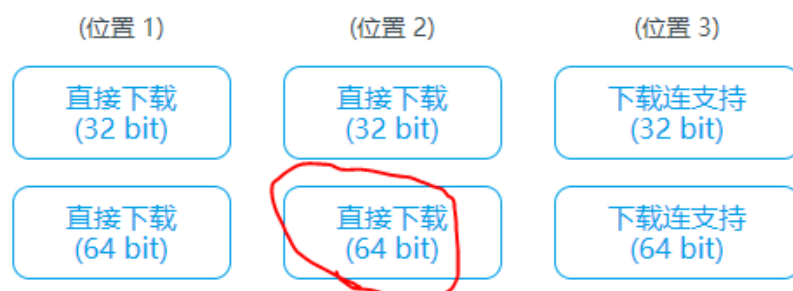 (位置 1)
(位置 2)
(位置 3)
直接下载
(32 bit)
直接下载
(32 bit)
下载连支持
(32 bit)
直接下载
(64 bit)
直接下载
(64 bit)
下载连支持
(64 bit)